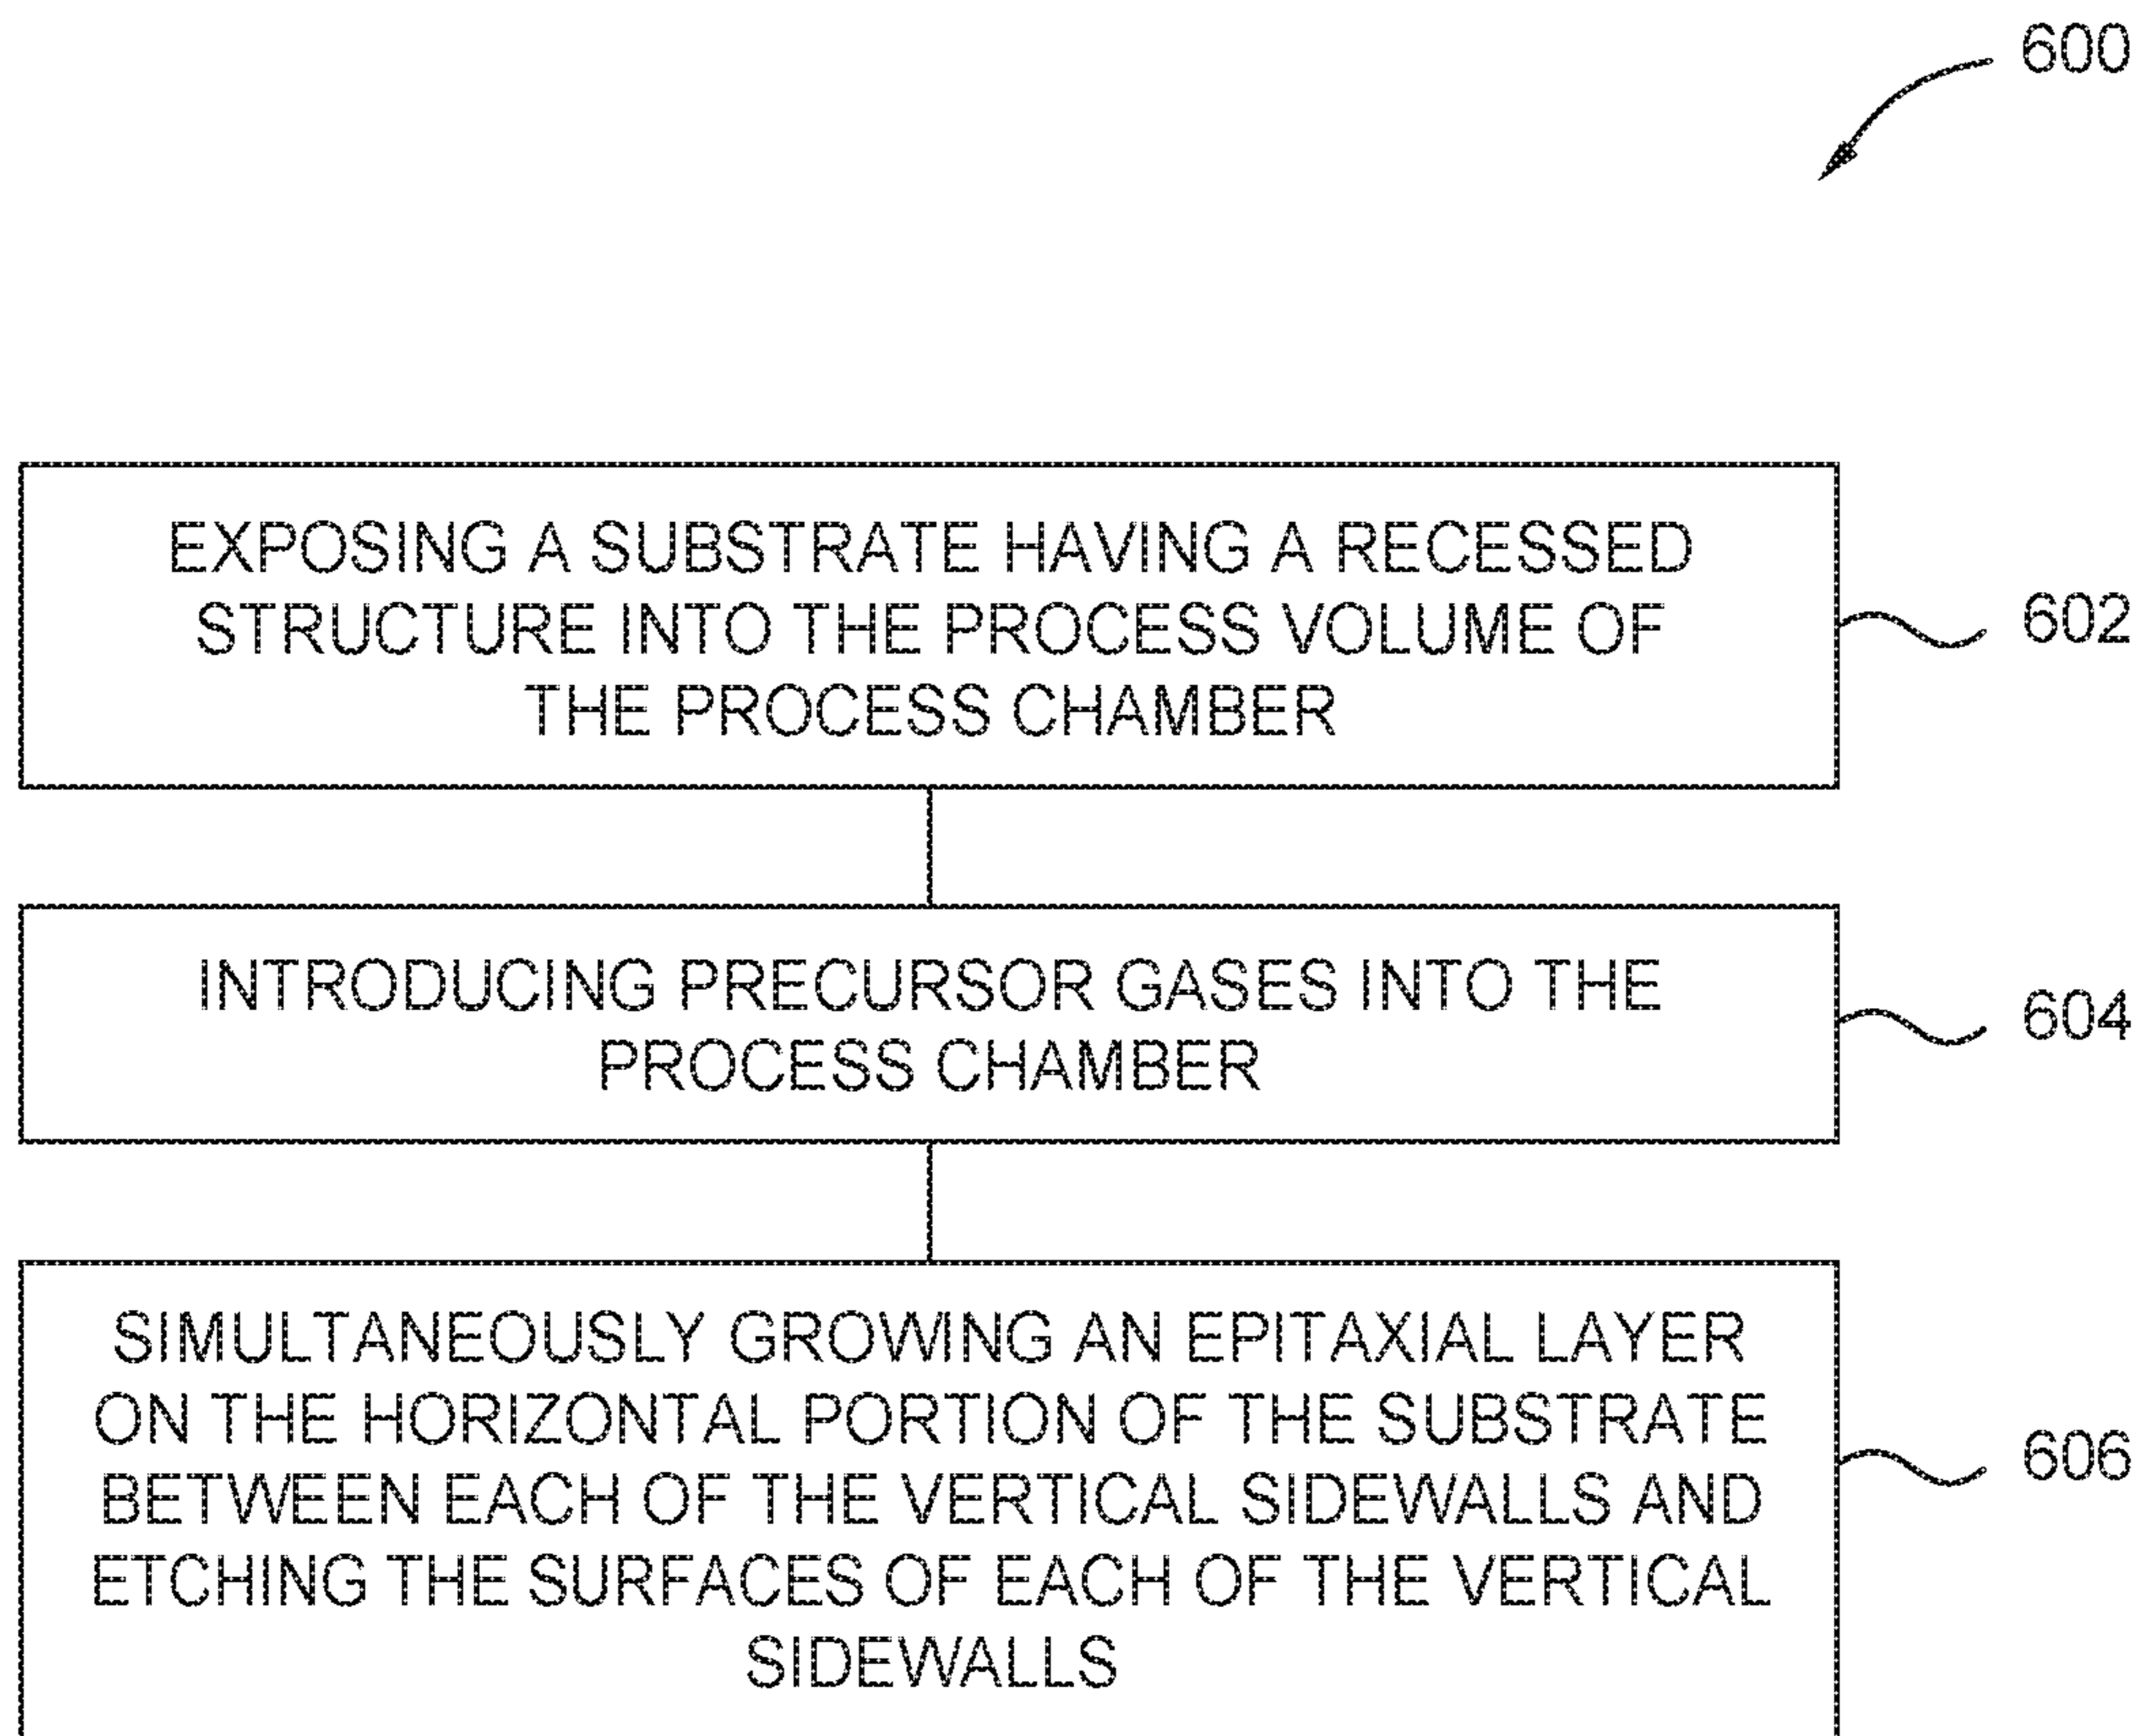 600
EXPOSING A SUBSTRATE HAVING A RECESSED
STRUCTURE INTO THE PROCESS VOLUME OF
THE PROCESS CHAMBER
602
INTRODUCING PRECURSOR GASES INTO THE
PROCESS CHAMBER
604
SIMULTANEOUSLY GROWING AN EPITAXIAL LAYER
ON THE HORIZONTAL PORTION OF THE SUBSTRATE
BETWEEN EACH OF THE VERTICAL SIDEWALLS AND
ETCHING THE SURFACES OF EACH OF THE VERTICAL
SIDEWALLS
606